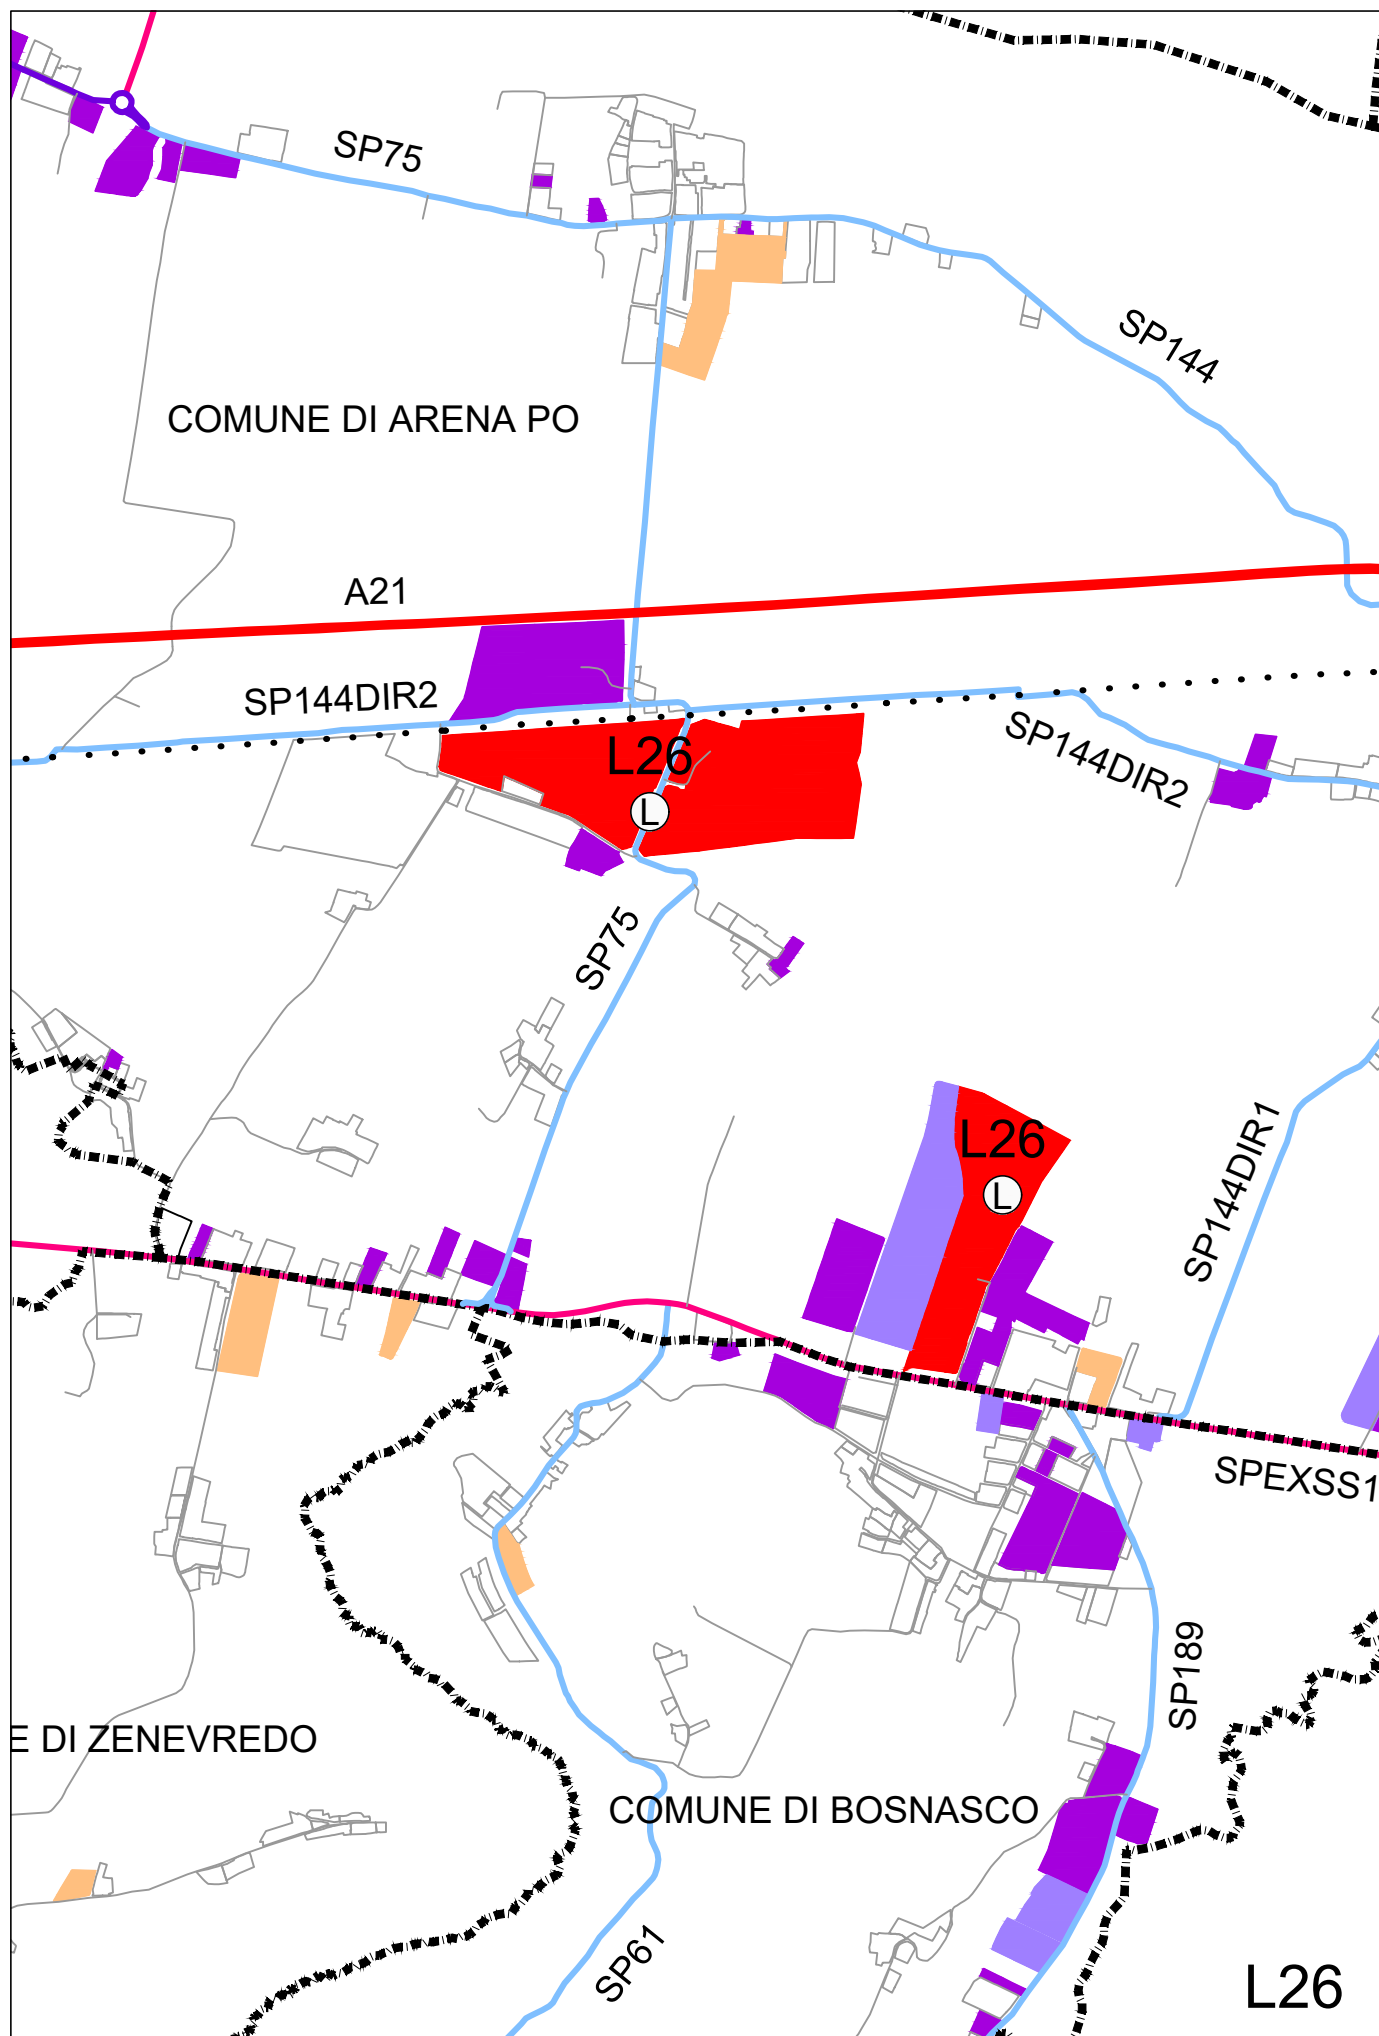 SP75
SP144
COMUNE DI ARENA PO
A21
SP144DIR2
SP144DIR2
L26
L
SP75
L26
L
SP144DIR1
SPEXSS1
SP189
E DI ZENEVREDO
COMUNE DI BOSNASCO
SP61
L26